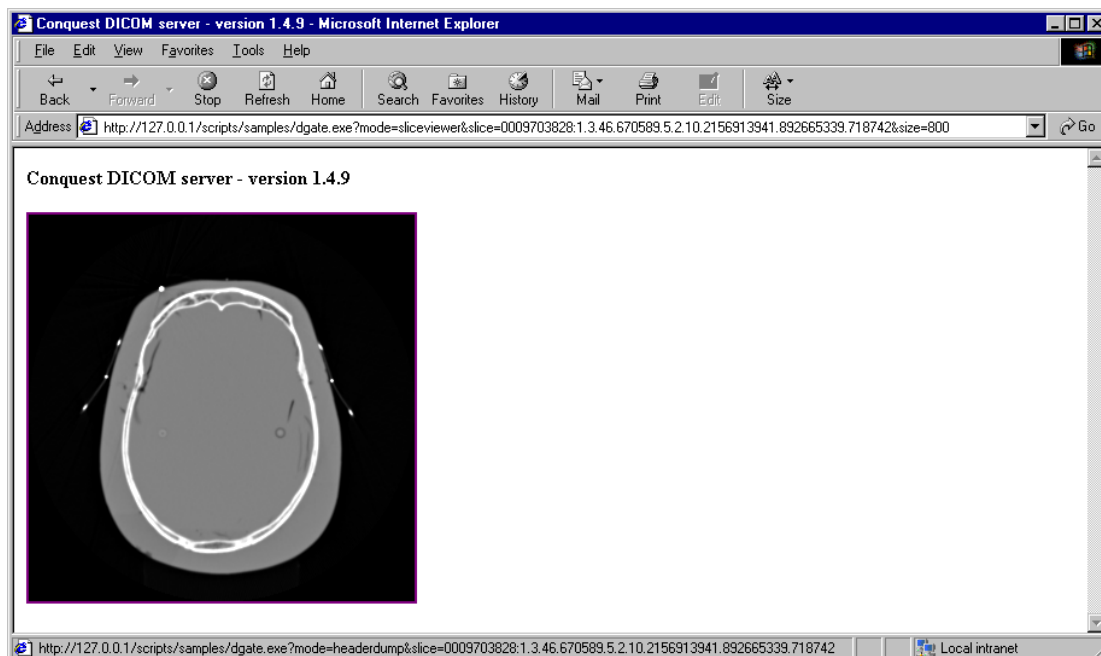 Conquest DICOM server - version 1.4.9 - Microsoft Internet Explorer
File Edit View Favorites Tools Help
Back Forward Stop Refresh Home Search Favorites History Mail Print Edit Size
Address http://127.0.0.1/scripts/samples/dgate.exe?mode=sliceviewer&slice=0009703828:1.3.46.670589.5.2.10.2156913941.892665339.718742&size=800 Go
Conquest DICOM server - version 1.4.9
http://127.0.0.1/scripts/samples/dgate.exe?mode=headerdump&slice=0009703828:1.3.46.670589.5.2.10.2156913941.892665339.718742 Local intranet